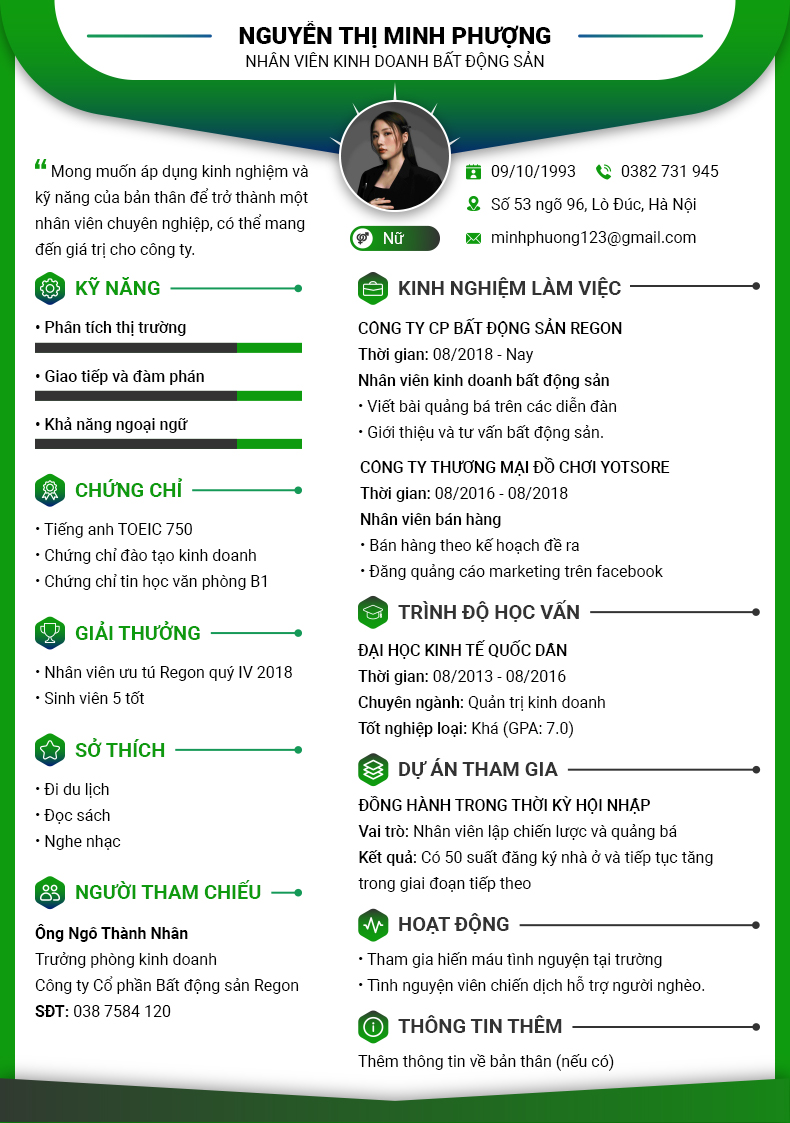 NGUYỄN THỊ MINH PHƯỢNG
NHÂN VIÊN KINH DOANH BẤT ĐỘNG SẢN
“ Mong muốn áp dụng kinh nghiệm và
kỹ năng của bản thân để trở thành một
nhân viên chuyên nghiệp, có thể mang
đến giá trị cho công ty.
Nữ
09/10/1993 0382 731 945
Số 53 ngõ 96, Lò Đúc, Hà Nội
minhphuong123@gmail.com
KỸ NĂNG
• Phân tích thị trường
• Giao tiếp và đàm phán
• Khả năng ngoại ngữ
CHỨNG CHỈ
• Tiếng anh TOEIC 750
• Chứng chỉ đào tạo kinh doanh
• Chứng chỉ tin học văn phòng B1
GIẢI THƯỞNG
• Nhân viên ưu tú Regon quý IV 2018
• Sinh viên 5 tốt
SỞ THÍCH
• Đi du lịch
• Đọc sách
• Nghe nhạc
NGƯỜI THAM CHIẾU
Ông Ngô Thành Nhân
Trưởng phòng kinh doanh
Công ty Cổ phần Bất động sản Regon
SĐT: 038 7584 120
KINH NGHIỆM LÀM VIỆC
CÔNG TY CP BẤT ĐỘNG SẢN REGON
Thời gian: 08/2018 - Nay
Nhân viên kinh doanh bất động sản
• Viết bài quảng bá trên các diễn đàn
• Giới thiệu và tư vấn bất động sản.
CÔNG TY THƯƠNG MẠI ĐỒ CHƠI YOTSORE
Thời gian: 08/2016 - 08/2018
Nhân viên bán hàng
• Bán hàng theo kế hoạch đề ra
• Đăng quảng cáo marketing trên facebook
TRÌNH ĐỘ HỌC VẤN
ĐẠI HỌC KINH TẾ QUỐC DÂN
Thời gian: 08/2013 - 08/2016
Chuyên ngành: Quản trị kinh doanh
Tốt nghiệp loại: Khá (GPA: 7.0)
DỰ ÁN THAM GIA
ĐỒNG HÀNH TRONG THỜI KỲ HỘI NHẬP
Vai trò: Nhân viên lập chiến lược và quảng bá
Kết quả: Có 50 suất đăng ký nhà ở và tiếp tục tăng
trong giai đoạn tiếp theo
HOẠT ĐỘNG
• Tham gia hiến máu tình nguyện tại trường
• Tình nguyện viên chiến dịch hỗ trợ người nghèo.
THÔNG TIN THÊM
Thêm thông tin về bản thân (nếu có)